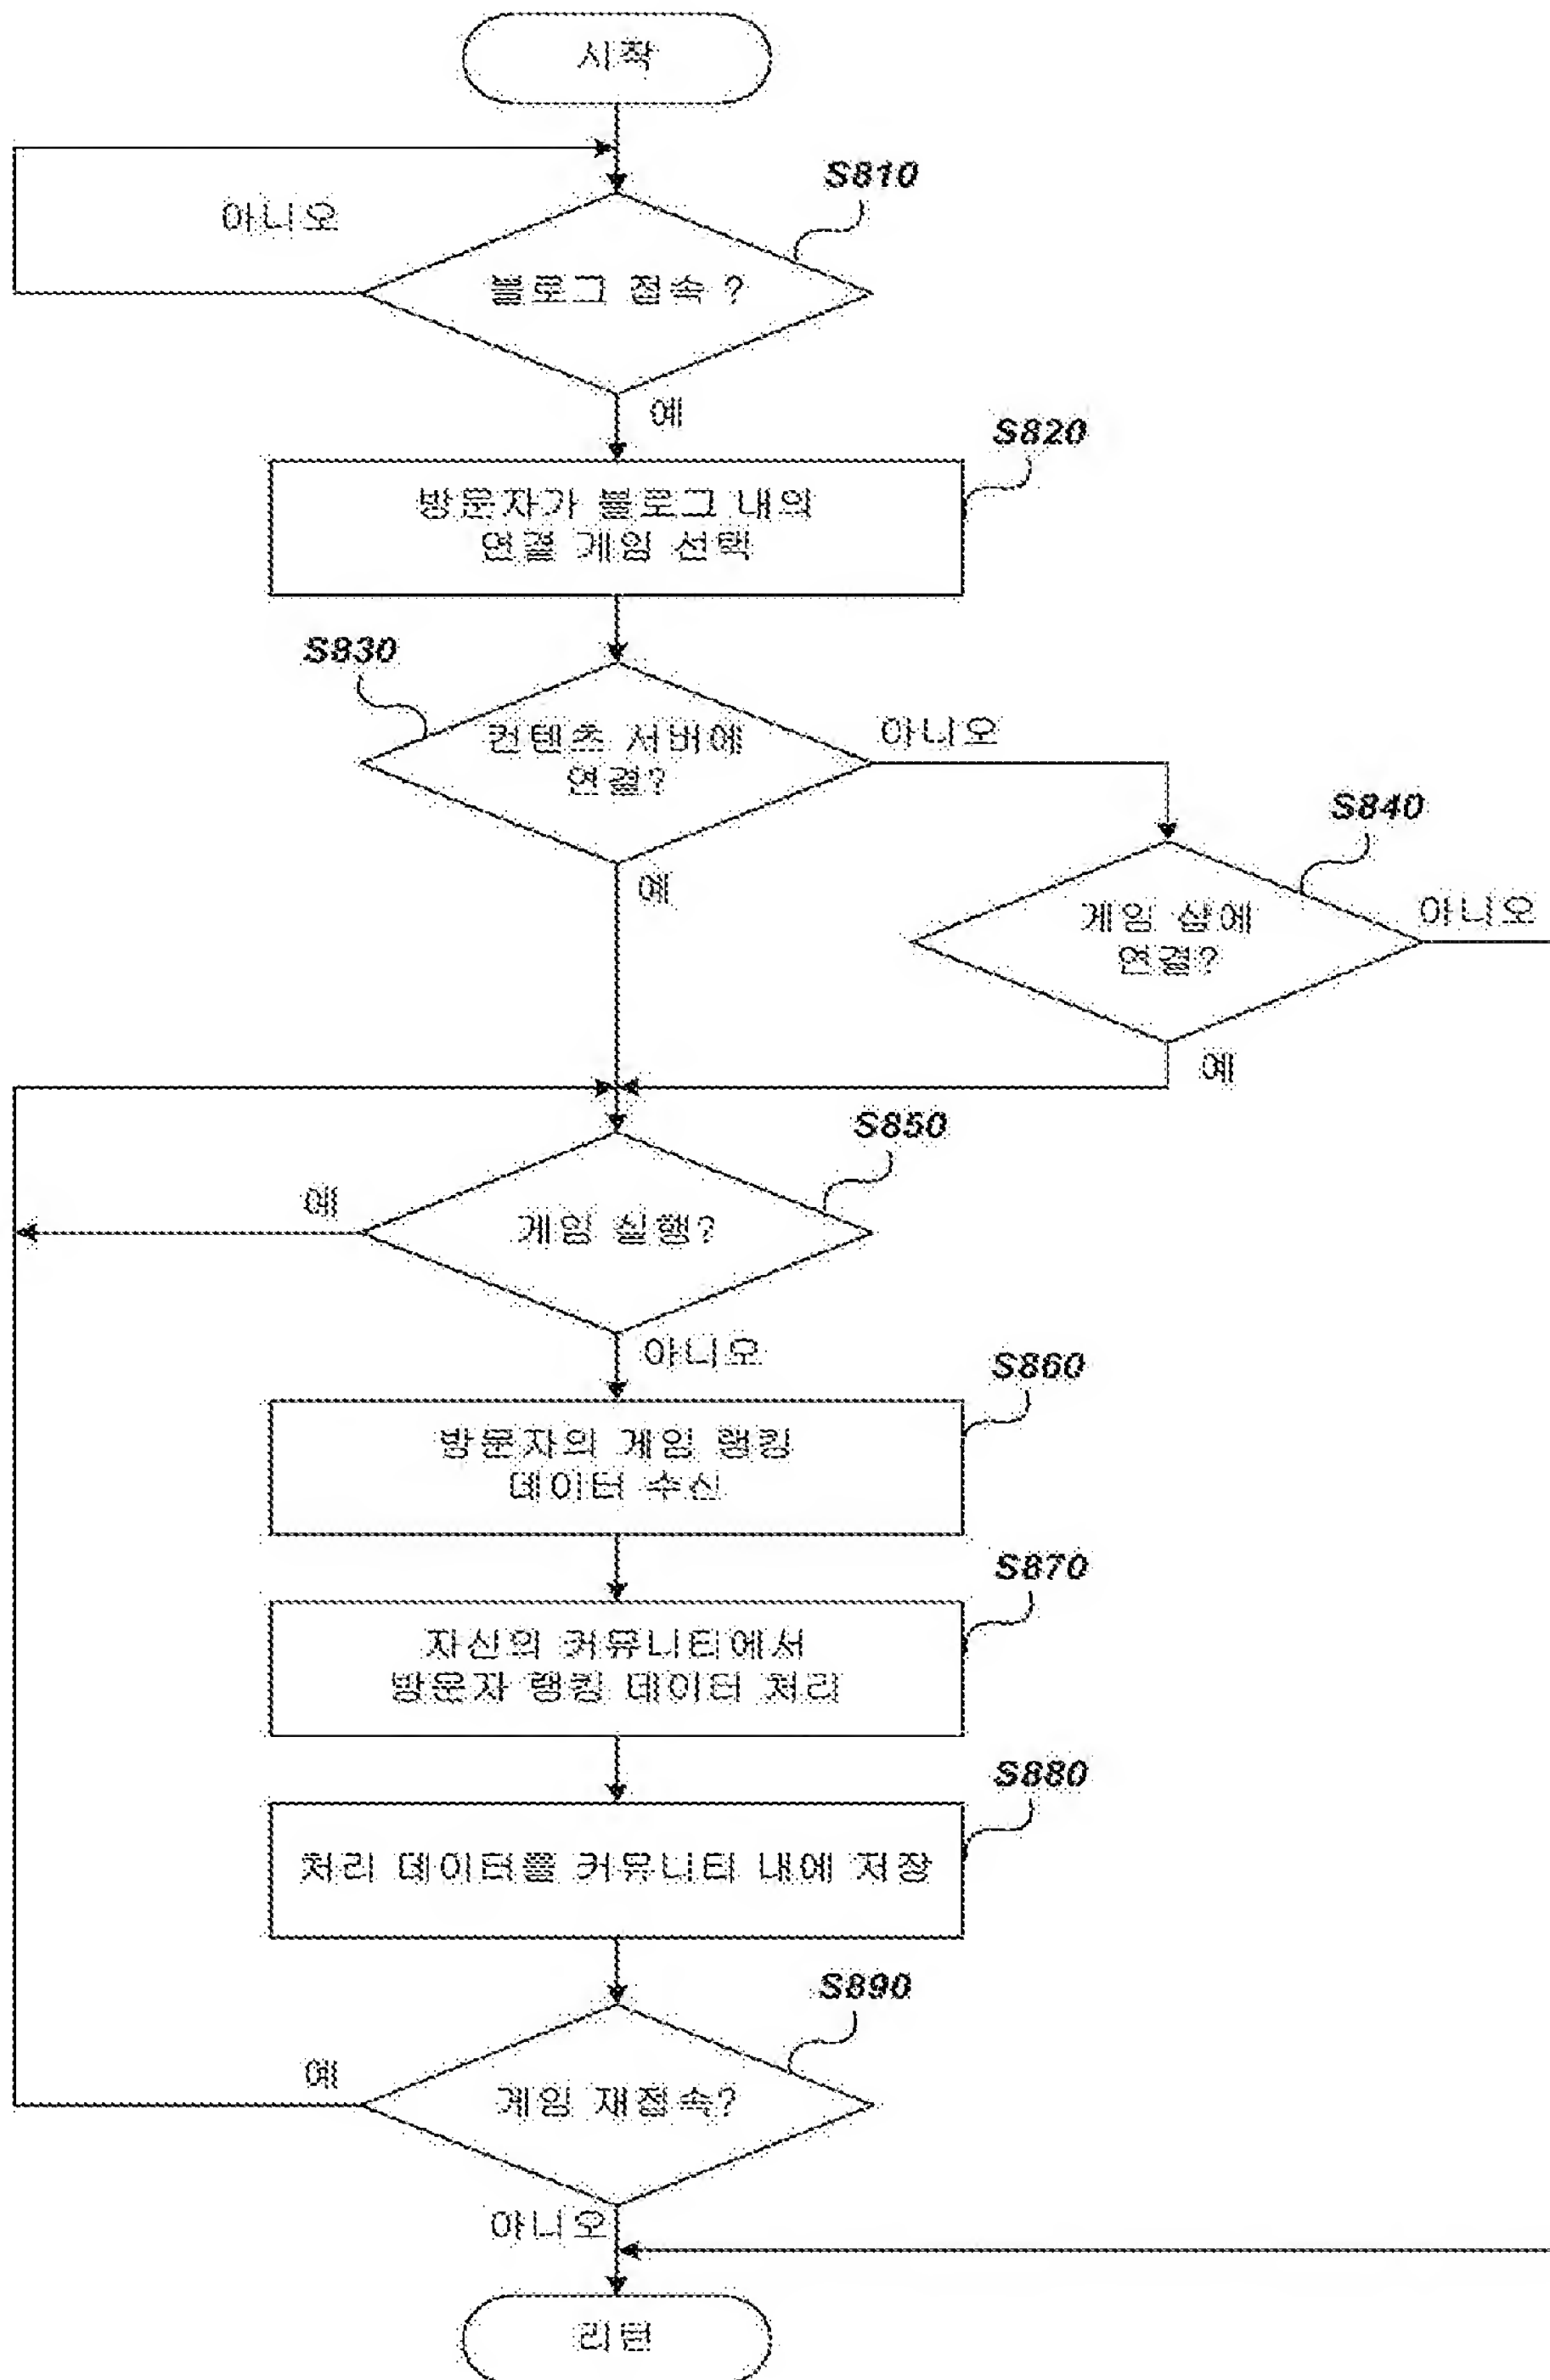 시작
S810
아니오
블로그 접속 ?
예
S820
방문자가 블로그 내의
연결 게임 선택
S830
컨텐츠 서버에
연결?
아니오
예
S840
게임 샵에
연결?
아니오
예
S850
예
게임 실행?
아니오
S860
방문자의 게임 랭킹
데이터 수신
S870
자신의 커뮤니티에서
방문자 랭킹 데이터 처리
S880
처리 데이터를 커뮤니티 내에 저장
S890
예
게임 재접속?
아니오
리턴